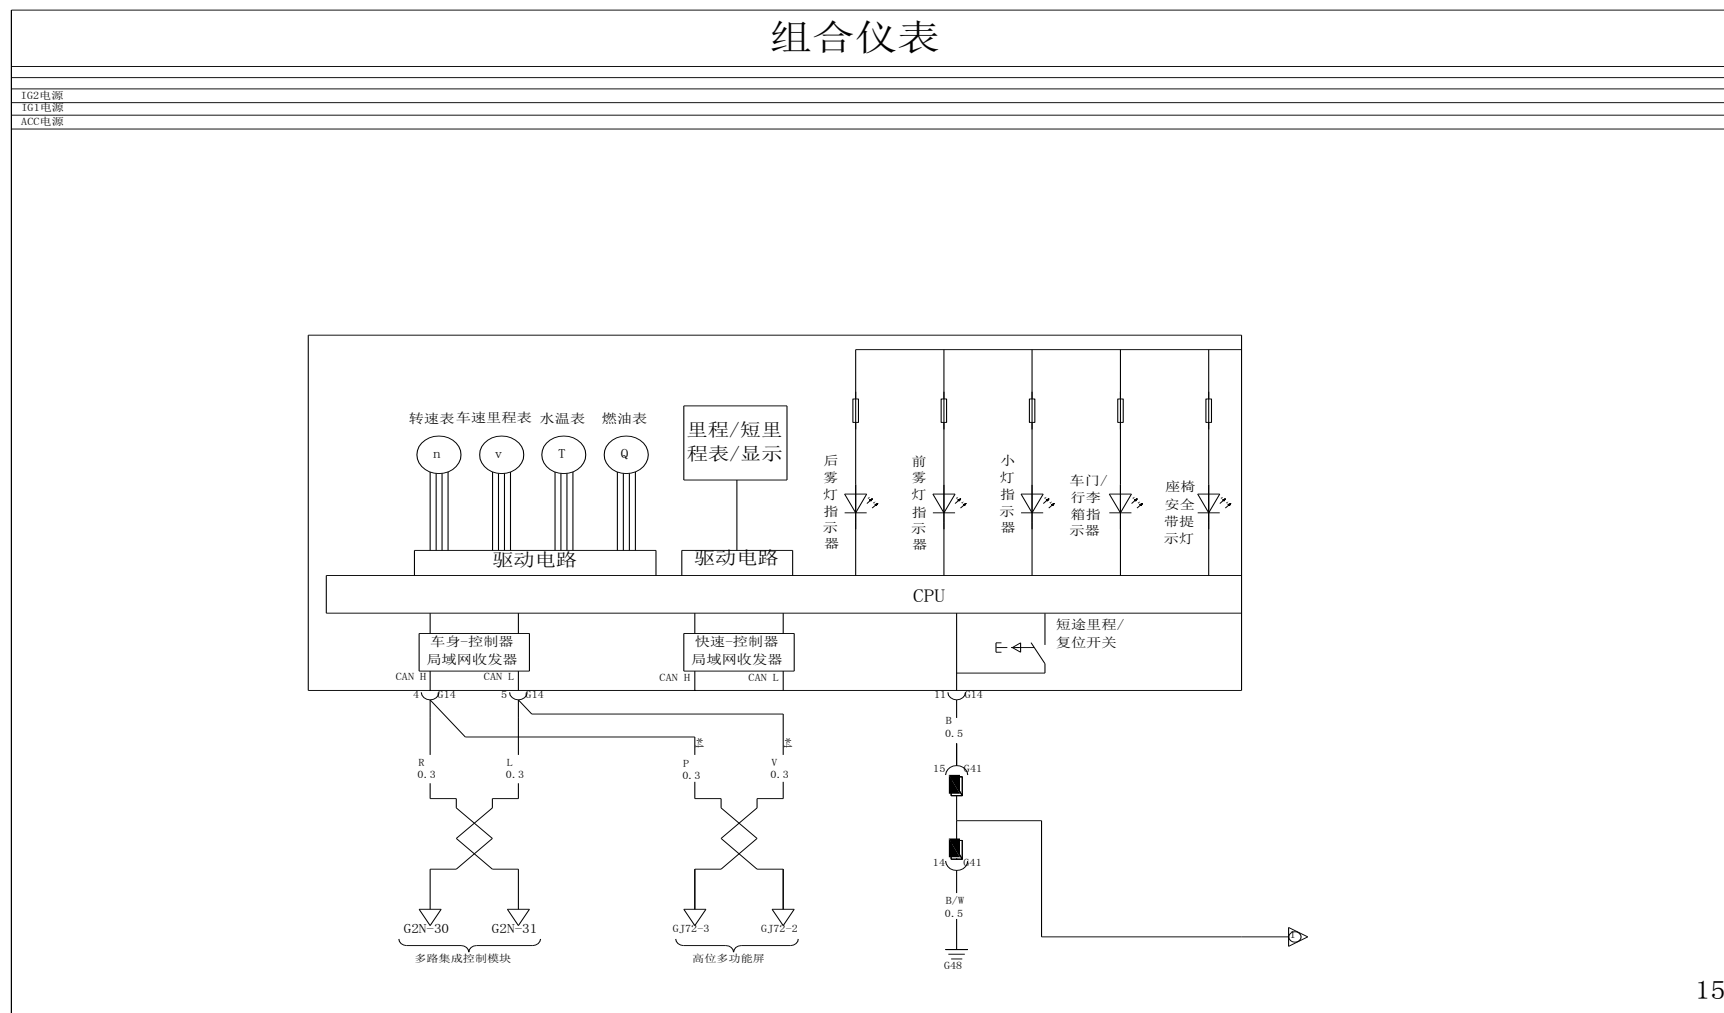 组合仪表
IG2电源
IG1电源
ACC电源
转速表
车速里程表
水温表
燃油表
n
v
T
Q
里程/短里
程表/显示
后雾灯指示器
前雾灯指示器
小灯指示器
车门/
行李
箱指
示器
座椅
安全
带提
示灯
驱动电路
驱动电路
CPU
车身-控制器
局域网收发器
快速-控制器
局域网收发器
短途里程/
复位开关
CAN H
CAN L
CAN H
CAN L
4
G14
5
G14
11
G14
B
0.5
*
*
R
0.3
L
0.3
P
0.3
V
0.3
15
G41
14
G41
B/W
0.5
G48
G2N-30
G2N-31
GJ72-3
GJ72-2
多路集成控制模块
高位多功能屏
15